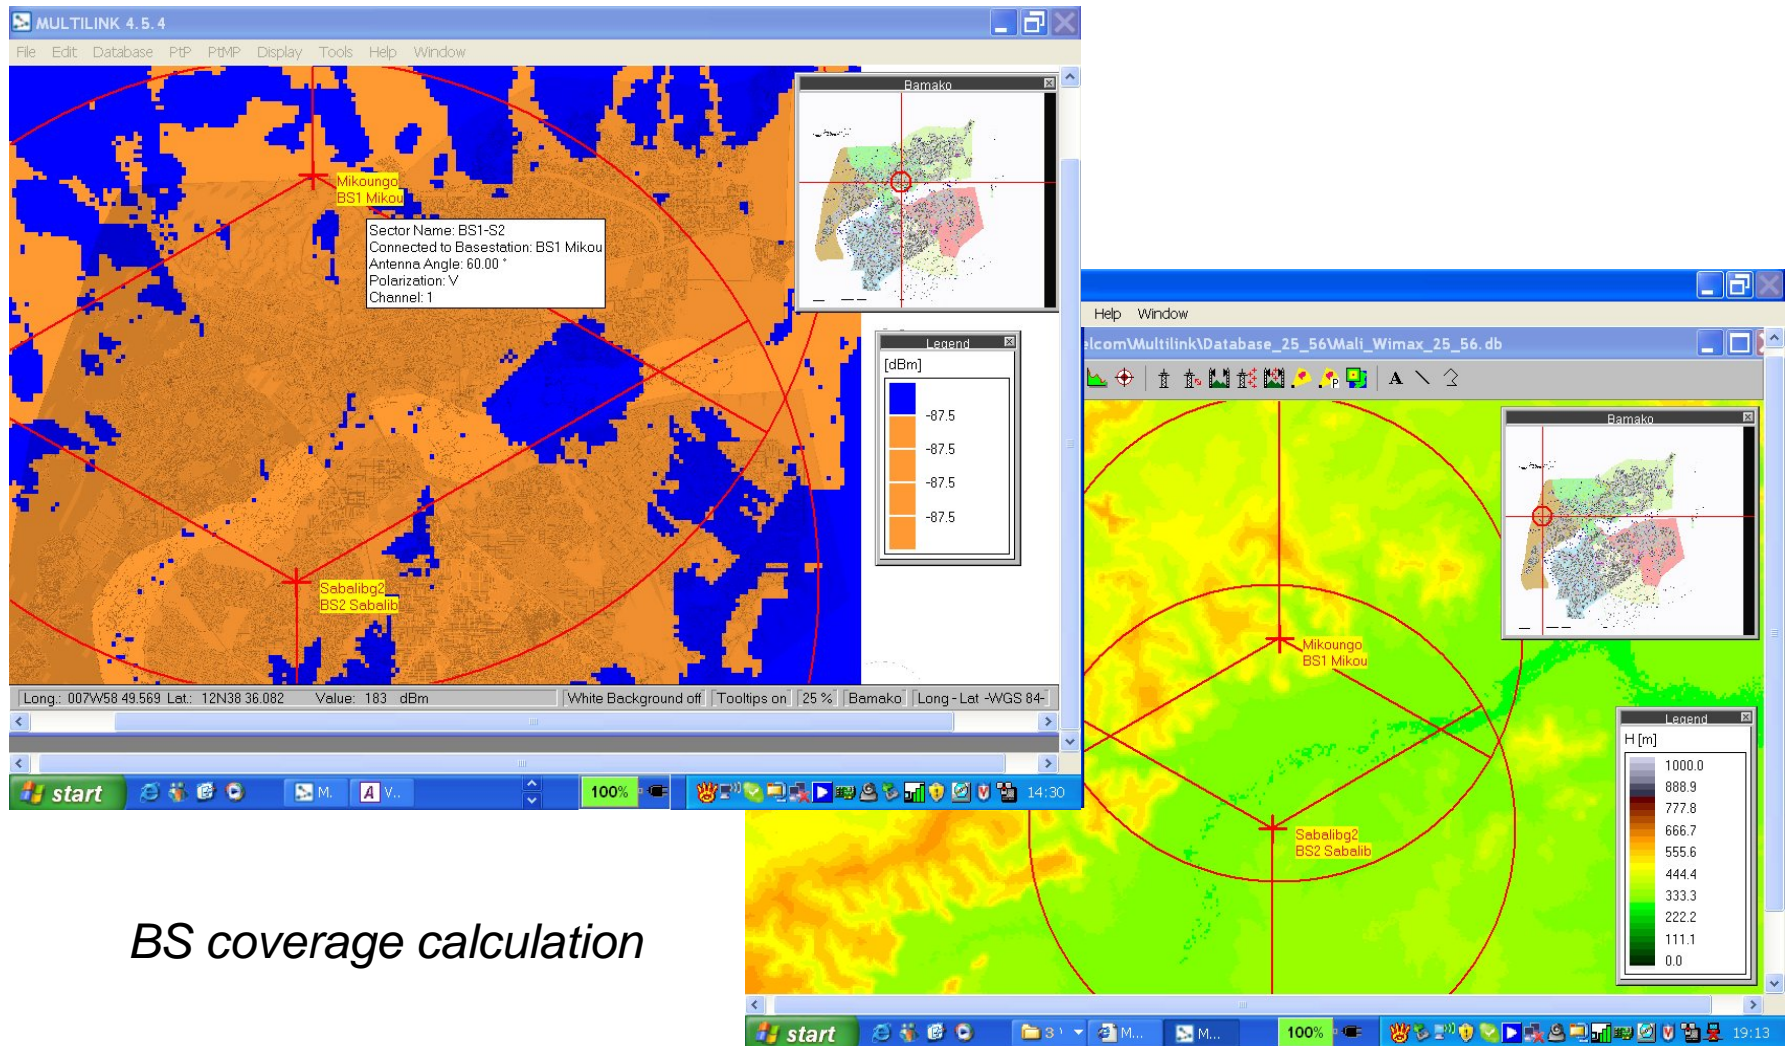 MULTILINK 4.5.4
File Edit Database PtP PtMP Display Tools Help Window
Bamako
Mikoungo
BS1 Mikou
Sector Name: BS1-S2
Connected to Basestation: BS1 Mikou
Antenna Angle: 60.00 °
Polarization: V
Channel: 1
Legend
[dBm]
-87.5
-87.5
-87.5
-87.5
Sabalibg2
BS2 Sabalib
Long.: 007W58 49.569 Lat.: 12N38 36.082 Value: 183 dBm White Background off Tooltips on 25 % Bamako Long - Lat -WGS 84-
start M. V.. 100% 14:30
Help Window
elcom\Multilink\Database_25_56\Mali_Wimax_25_56.db
Bamako
Mikoungo
BS1 Mikou
Sabalibg2
BS2 Sabalib
Legend
H [m]
1000.0
888.9
777.8
666.7
555.6
444.4
333.3
222.2
111.1
0.0
BS coverage calculation
start 3 M... M... 100% 19:13